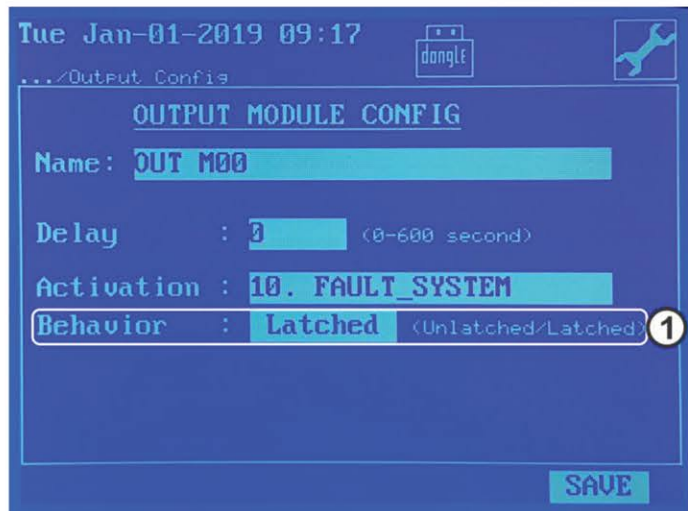 Tue Jan-01-2019 09:17
dongle
.../Output Config
OUTPUT MODULE CONFIG
Name: OUT M00
Delay : 0 (0-600 second)
Activation : 10. FAULT_SYSTEM
Behavior : Latched (Unlatched/Latched) 1
SAVE